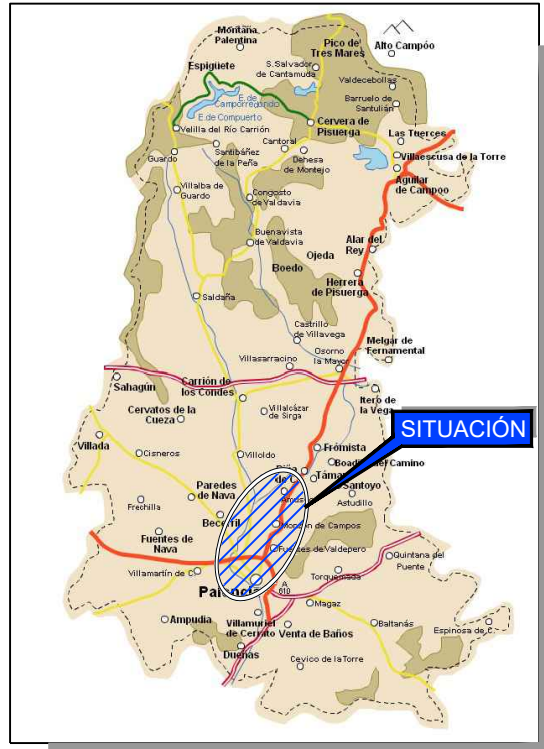 Montaña
Palentina
Pico de
Tres Mares
Alto Campóo
Espigüete
S. Salvador
de Cantamuda
Valdecebollas
E. de
Camporredondo
Barruelo de
Santulián
E. de Compuerto
Velilla del Río Carrión
Cervera de
Pisuerga
Las Tuerces
Guardo
Santibáñez
de la Peña
Cantoral
Dehesa
de Montejo
Villaescusa de la Torre
Aguilar
de Campoo
Villalba de
Guardo
Congosto
de Valdavia
Buenavista
de Valdavia
Alar del
Rey
Ojeda
Boedo
Herrera
de Pisuerga
Saldaña
Castrillo
de Villavega
Melgar de
Fernamental
Osorno
la Mayor
Villasarracino
Sahagún
Carrión de
los Condes
Itero de
la Vega
Cervatos de la
Cueza
Villalcázar
de Sirga
SITUACIÓN
Villada
Cisneros
Villoldo
Frómista
Boad del Camino
Támar
Santoyo
Paredes
de Nava
Astudillo
Frechilla
Becerril
Monzón de Campos
Fuentes de
Nava
Fuentes de Valdepero
Quintana del
Puente
Villamartín de C.
Torquemada
A
610
Palenci
Magaz
Ampudia
Villamuriel
de Cerrato
Venta de Baños
Baltanás
Espinosa de C.
Dueñas
Cevico de la Torre